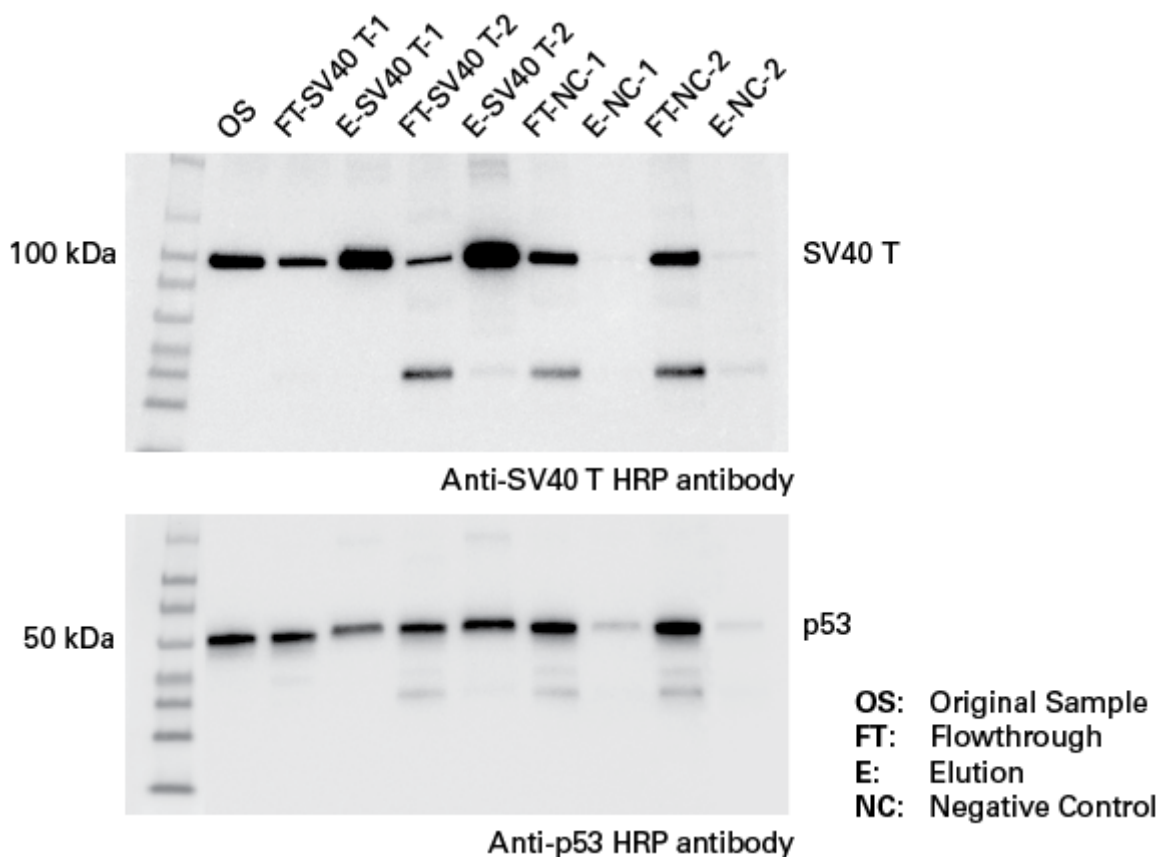 OS
FT-SV40 T-1
E-SV40 T-1
FT-SV40 T-2
E-SV40 T-2
FT-NC-1
E-NC-1
FT-NC-2
E-NC-2
100 kDa
SV40 T
Anti-SV40 T HRP antibody
50 kDa
p53
OS: Original Sample
FT: Flowthrough
E: Elution
NC: Negative Control
Anti-p53 HRP antibody